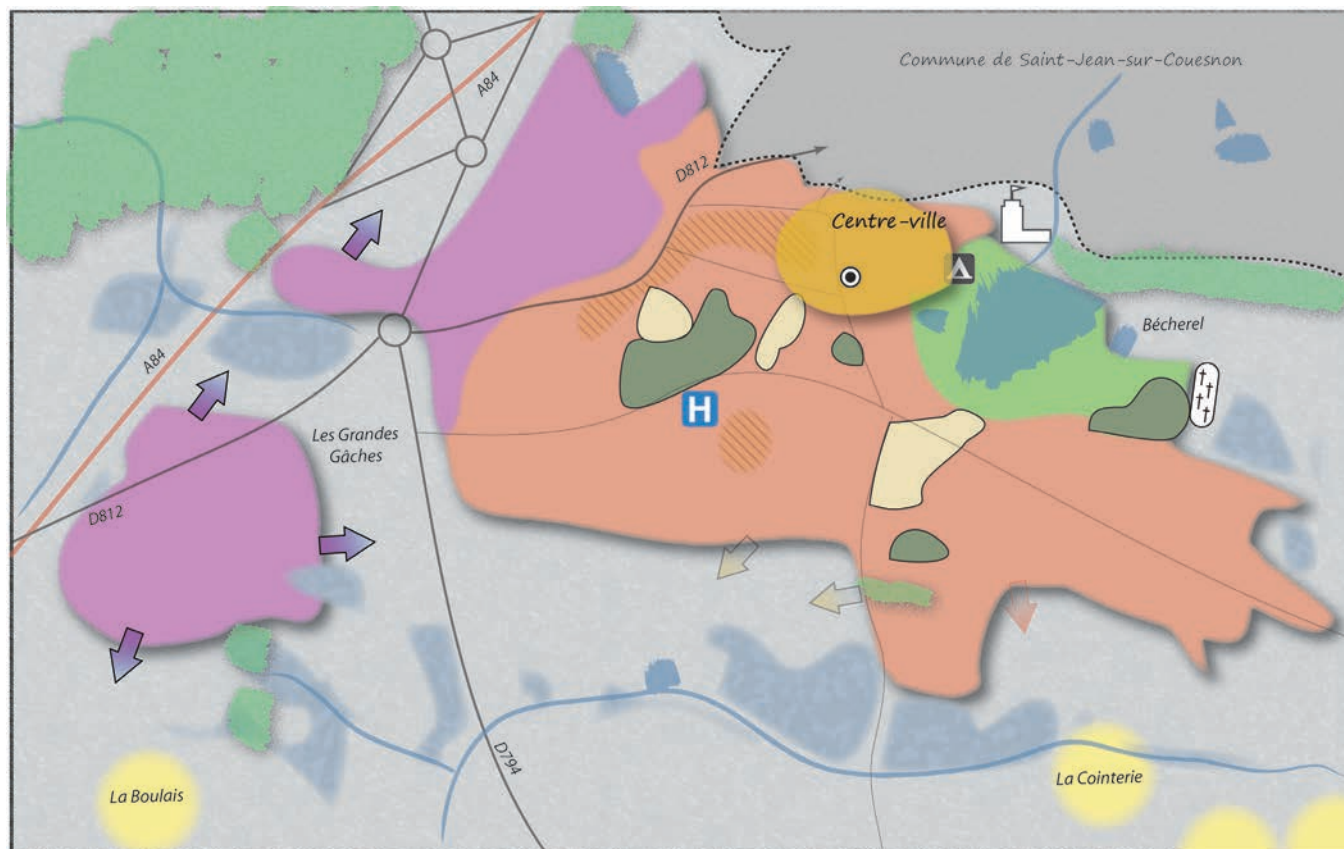 Commune de Saint-Jean-sur-Couesnon
A84
D812
Centre-ville
Bécherel
A84
H
Les Grandes
Gâches
D812
D794
La Boulais
La Cointerie